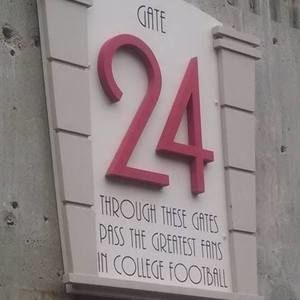 GATE
24
THROUGH THESE GATES
PASS THE GREATEST FANS
IN COLLEGE FOOTBALL